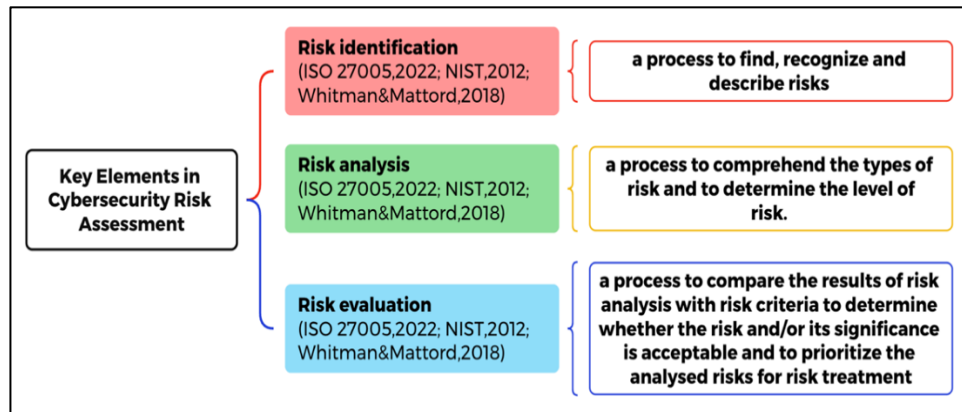 Key Elements in
Cybersecurity Risk
Assessment
Risk identification
(ISO 27005,2022; NIST,2012;
Whitman&Mattord,2018)
a process to find, recognize and
describe risks
Risk analysis
(ISO 27005,2022; NIST,2012;
Whitman&Mattord,2018)
a process to comprehend the types of
risk and to determine the level of
risk.
Risk evaluation
(ISO 27005,2022; NIST,2012;
Whitman&Mattord,2018)
a process to compare the results of risk
analysis with risk criteria to determine
whether the risk and/or its significance
is acceptable and to prioritize the
analysed risks for risk treatment